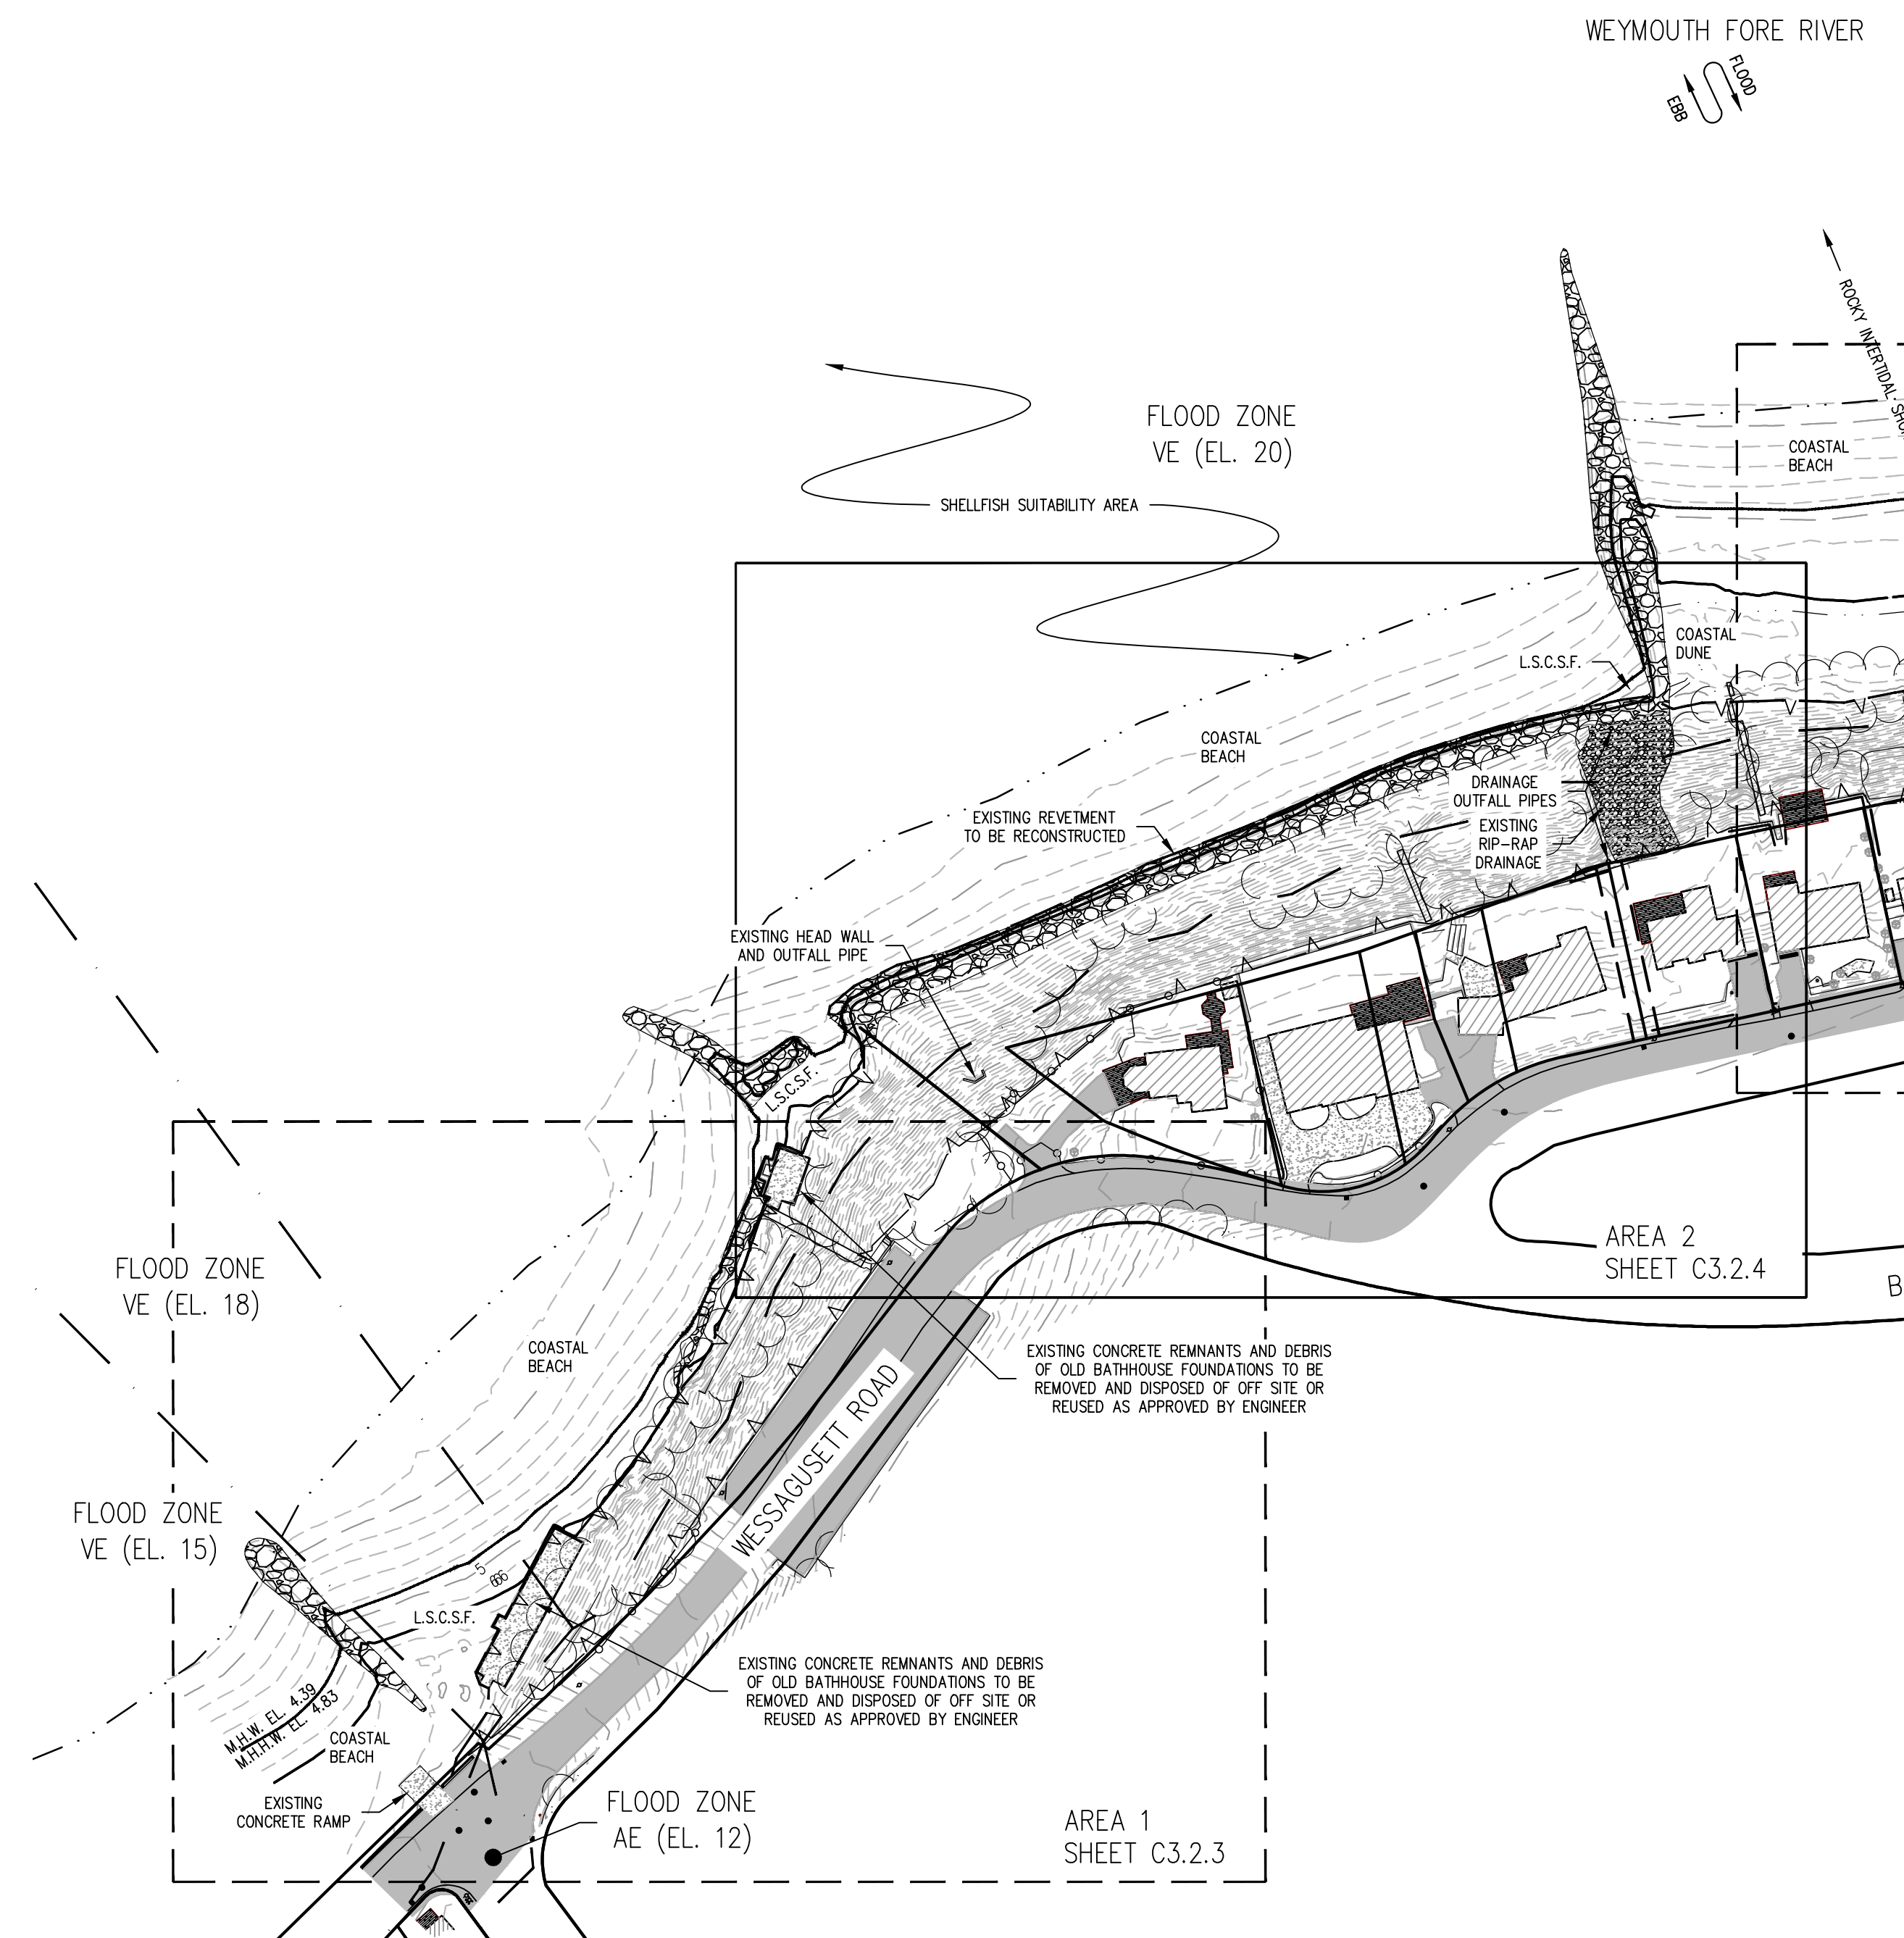 WEYMOUTH FORE RIVER
FLOOD
EBB
ROCKY INTERTIDAL
FLOOD ZONE
VE (EL. 20)
COASTAL
BEACH
SHELLFISH SUITABILITY AREA
COASTAL
DUNE
L.S.C.S.F.
COASTAL
BEACH
DRAINAGE
OUTFALL PIPES
EXISTING REVETMENT
TO BE RECONSTRUCTED
EXISTING
RIP-RAP
DRAINAGE
EXISTING HEAD WALL
AND OUTFALL PIPE
L.S.C.S.F.
AREA 2
SHEET C3.2.4
B
FLOOD ZONE
VE (EL. 18)
COASTAL
BEACH
EXISTING CONCRETE REMNANTS AND DEBRIS
OF OLD BATHHOUSE FOUNDATIONS TO BE
REMOVED AND DISPOSED OF OFF SITE OR
REUSED AS APPROVED BY ENGINEER
WESSAGUSETT ROAD
FLOOD ZONE
VE (EL. 15)
5
L.S.C.S.F.
EXISTING CONCRETE REMNANTS AND DEBRIS
OF OLD BATHHOUSE FOUNDATIONS TO BE
REMOVED AND DISPOSED OF OFF SITE OR
REUSED AS APPROVED BY ENGINEER
M.H.W. EL. 4.39
M.H.H.W. EL. 4.83
COASTAL
BEACH
EXISTING
CONCRETE RAMP
FLOOD ZONE
AE (EL. 12)
AREA 1
SHEET C3.2.3